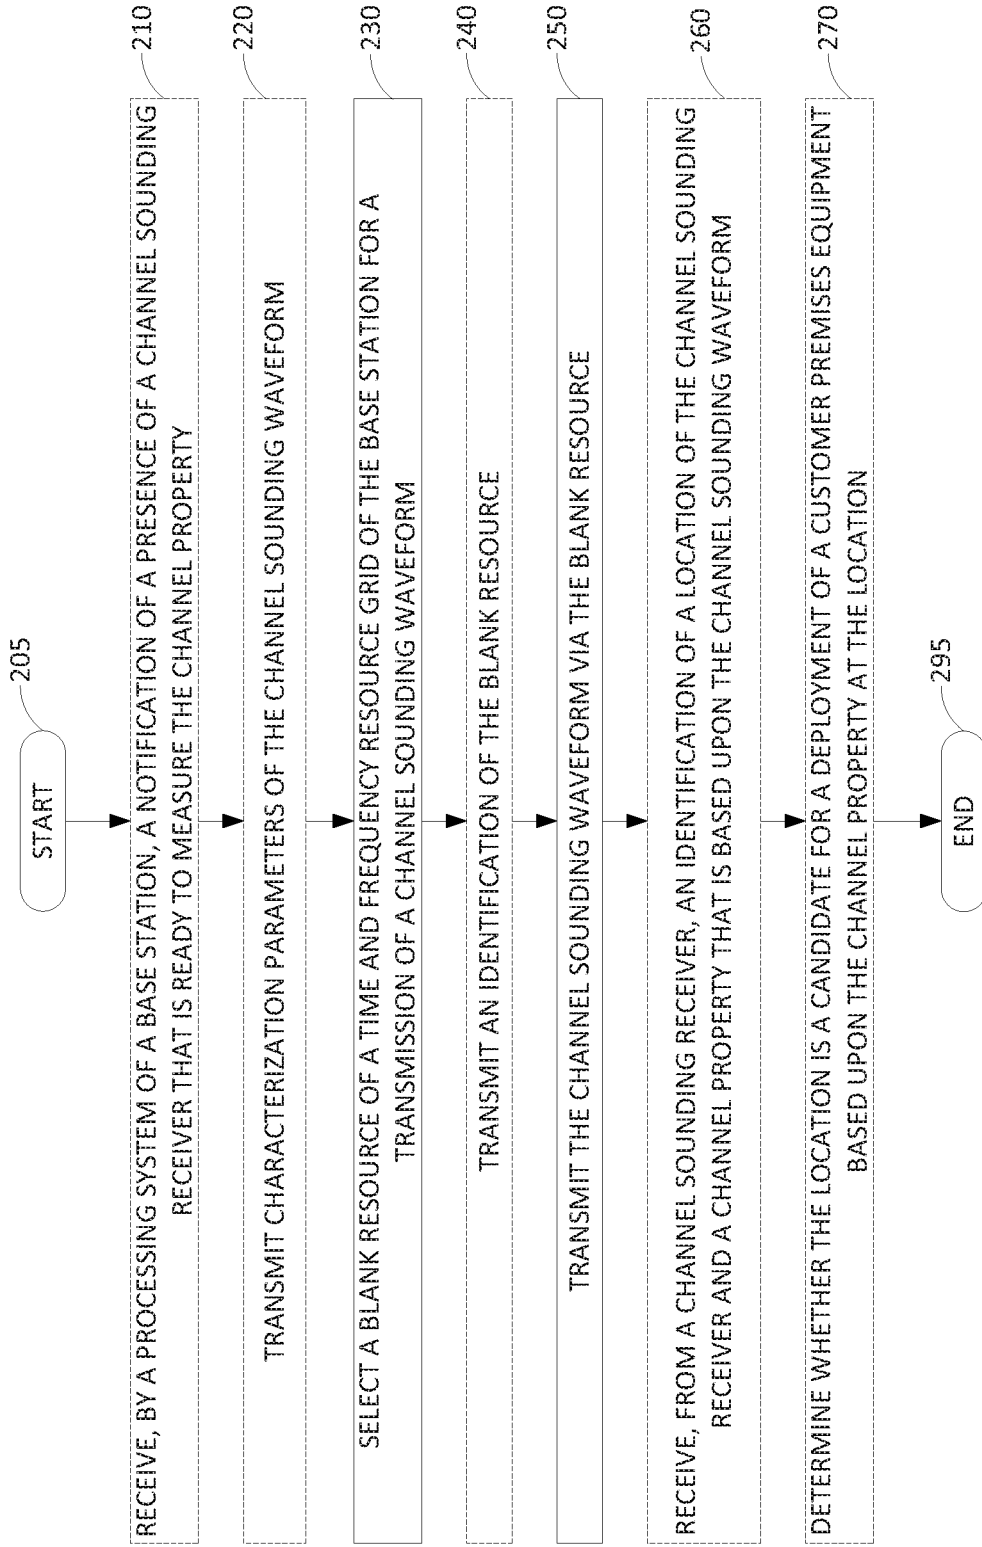 START
205
RECEIVE, BY A PROCESSING SYSTEM OF A BASE STATION, A NOTIFICATION OF A PRESENCE OF A CHANNEL SOUNDING
RECEIVER THAT IS READY TO MEASURE THE CHANNEL PROPERTY
210
TRANSMIT CHARACTERIZATION PARAMETERS OF THE CHANNEL SOUNDING WAVEFORM
220
SELECT A BLANK RESOURCE OF A TIME AND FREQUENCY RESOURCE GRID OF THE BASE STATION FOR A
TRANSMISSION OF A CHANNEL SOUNDING WAVEFORM
230
TRANSMIT AN IDENTIFICATION OF THE BLANK RESOURCE
240
TRANSMIT THE CHANNEL SOUNDING WAVEFORM VIA THE BLANK RESOURCE
250
RECEIVE, FROM A CHANNEL SOUNDING RECEIVER, AN IDENTIFICATION OF A LOCATION OF THE CHANNEL SOUNDING
RECEIVER AND A CHANNEL PROPERTY THAT IS BASED UPON THE CHANNEL SOUNDING WAVEFORM
260
DETERMINE WHETHER THE LOCATION IS A CANDIDATE FOR A DEPLOYMENT OF A CUSTOMER PREMISES EQUIPMENT
BASED UPON THE CHANNEL PROPERTY AT THE LOCATION
270
END
295